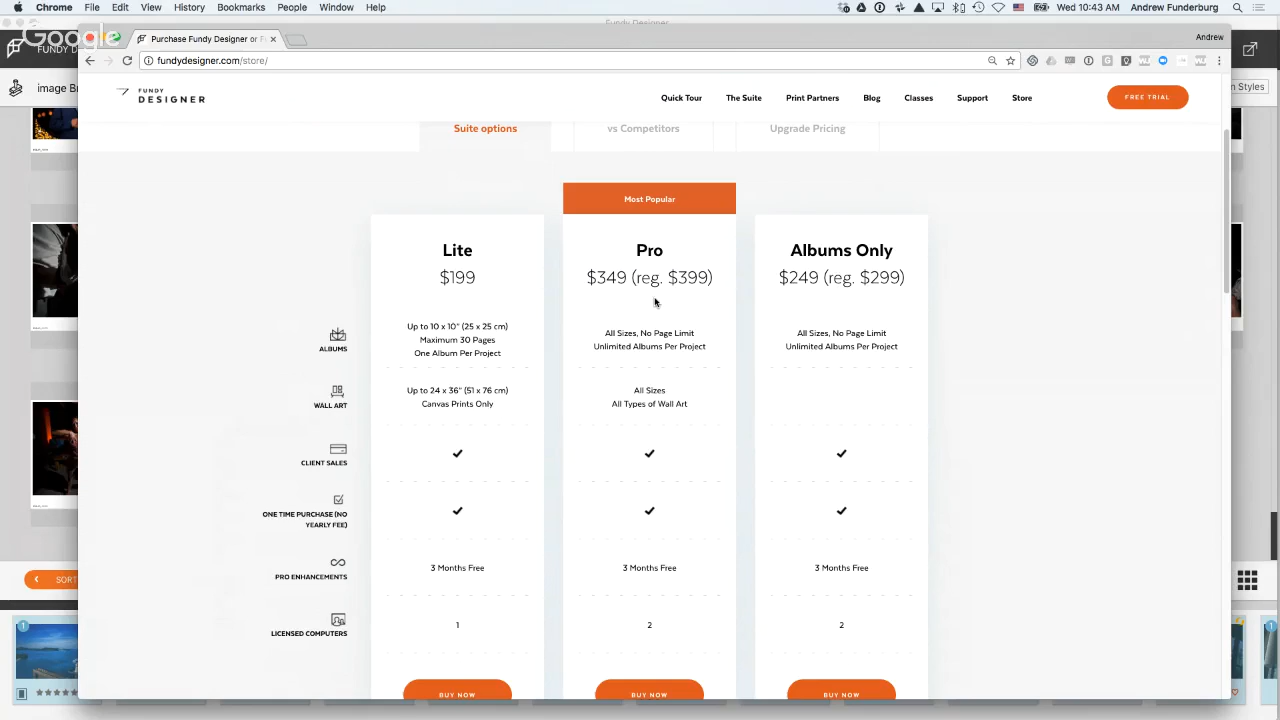 Chrome File Edit View History Bookmarks People Window Help
Wed 10:43 AM Andrew Funderburg
Fundy Designer
Google
Purchase Fundy Designer or F
Andrew
fundydesigner.com/store/
FUNDY D
image B
n Styles
FUNDY
DESIGNER
Quick Tour The Suite Print Partners Blog Classes Support Store
FREE TRIAL
Suite options vs Competitors Upgrade Pricing
Most Popular
Lite Pro Albums Only
$199 $349 (reg. $399) $249 (reg. $299)
ALBUMS
Up to 10 x 10" (25 x 25 cm)
Maximum 30 Pages
One Album Per Project
All Sizes, No Page Limit
Unlimited Albums Per Project
All Sizes, No Page Limit
Unlimited Albums Per Project
WALL ART
Up to 24 x 36" (51 x 76 cm)
Canvas Prints Only
All Sizes
All Types of Wall Art
CLIENT SALES
ONE TIME PURCHASE (NO
YEARLY FEE)
PRO ENHANCEMENTS
3 Months Free 3 Months Free 3 Months Free
LICENSED COMPUTERS
1 2 2
BUY NOW BUY NOW BUY NOW
SORT
1
1